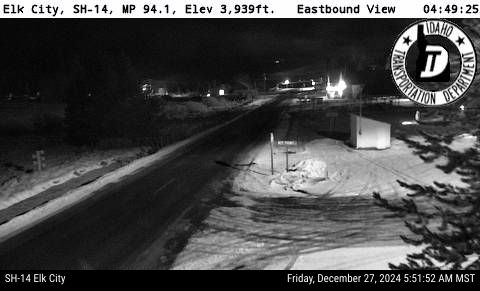 Elk City, SH-14, MP 94.1, Elev 3,939ft. Eastbound View 04:49:25
IDAHO
TRANSPORTATION DEPARTMENT
SH-14 Elk City Friday, December 27, 2024 5:51:52 AM MST